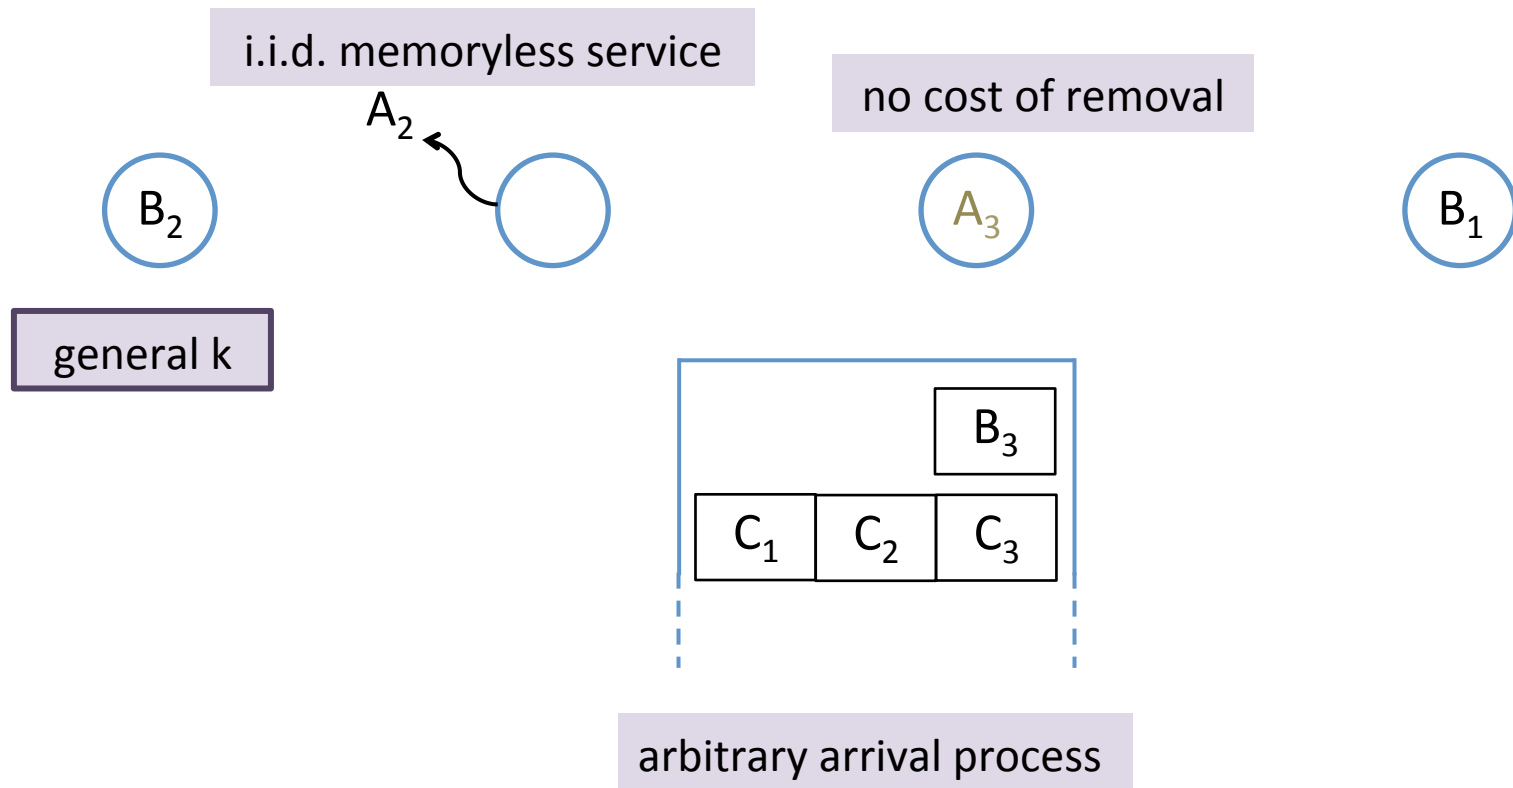 i.i.d. memoryless service
no cost of removal
A₂
B₂
A₃
B₁
general k
B₃
C₁ C₂ C₃
arbitrary arrival process